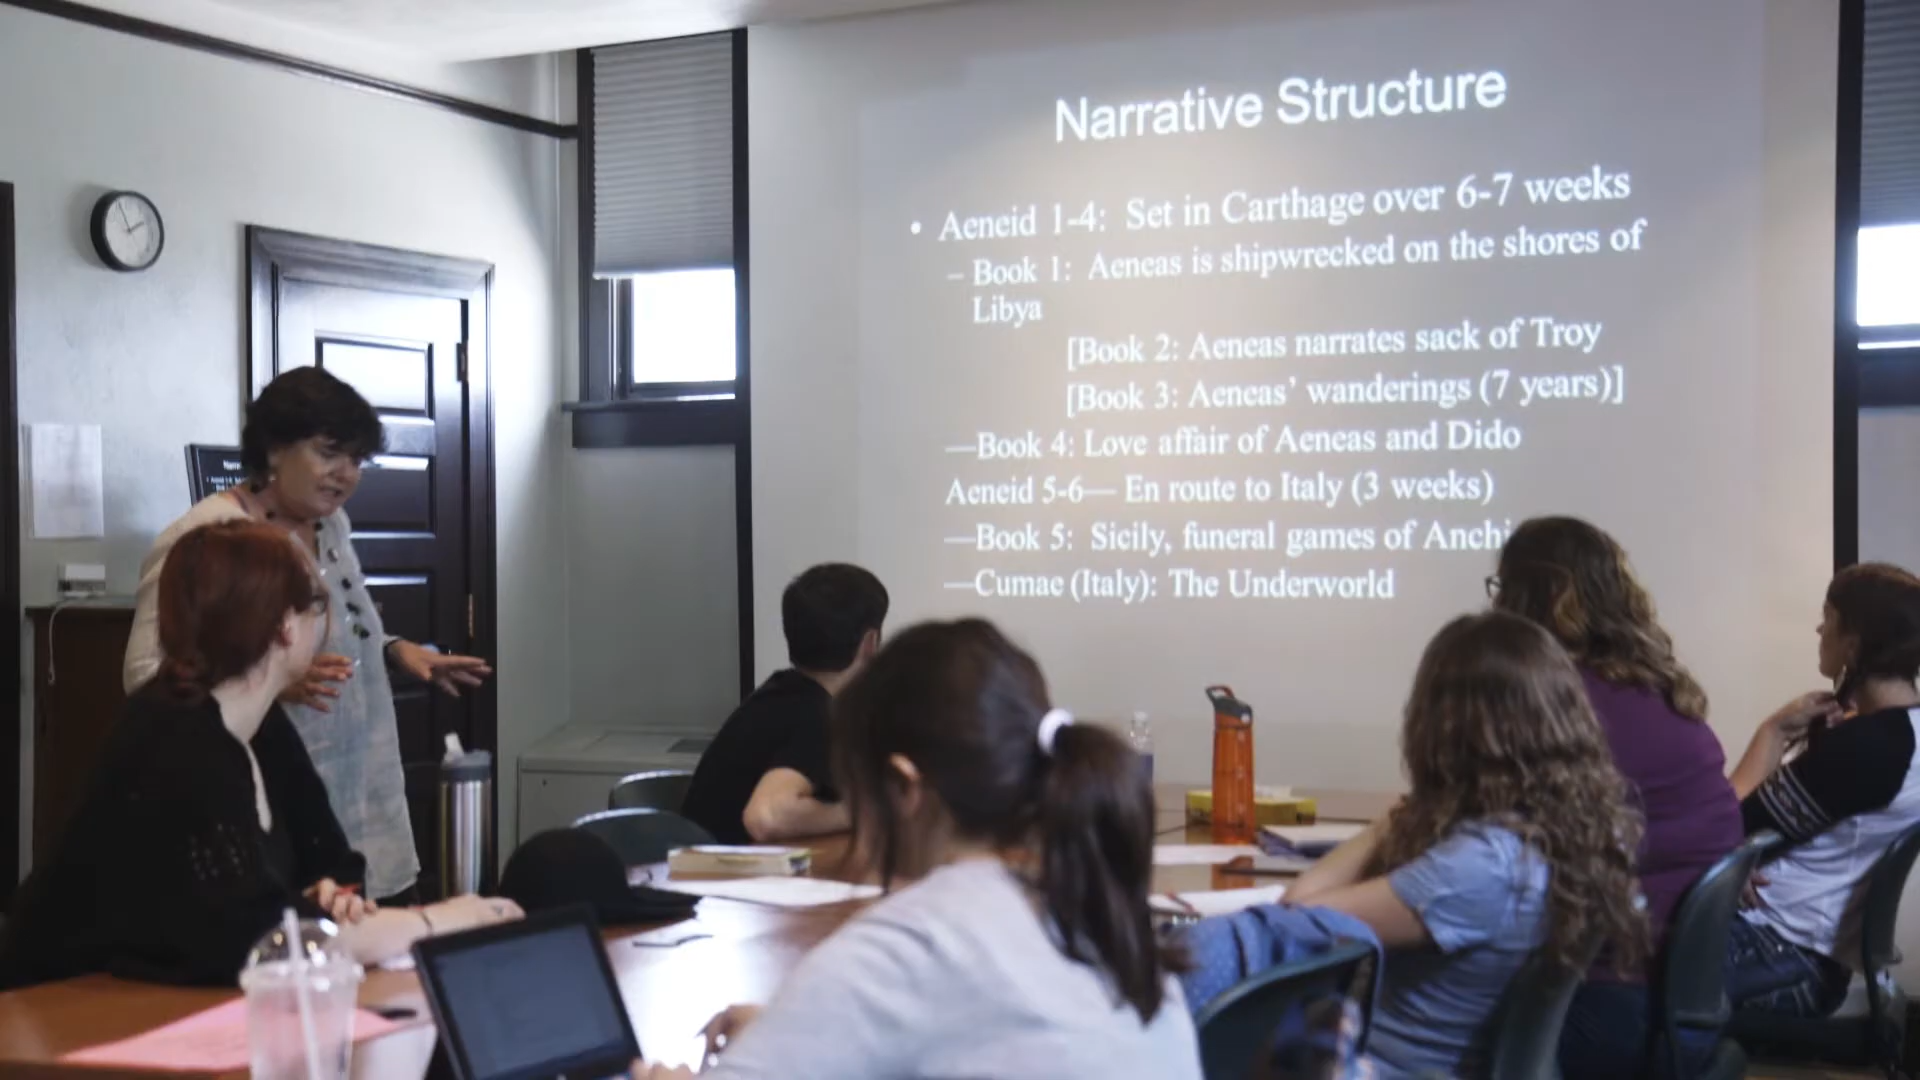 Narrative Structure
• Aeneid 1-4: Set in Carthage over 6-7 weeks
– Book 1: Aeneas is shipwrecked on the shores of
Libya
[Book 2: Aeneas narrates sack of Troy
[Book 3: Aeneas’ wanderings (7 years)]
—Book 4: Love affair of Aeneas and Dido
Aeneid 5-6— En route to Italy (3 weeks)
—Book 5: Sicily, funeral games of Anchi
—Cumae (Italy): The Underworld